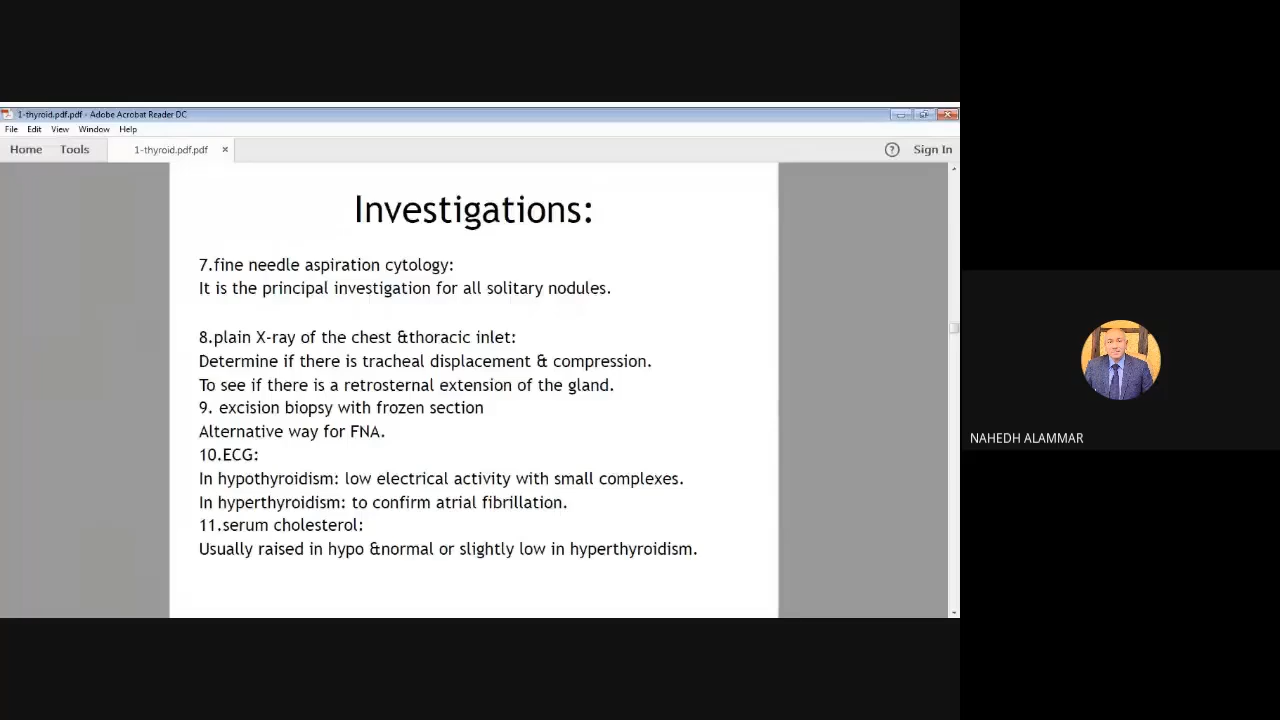 1-thyroid.pdf.pdf - Adobe Acrobat Reader DC
File Edit View Window Help
Home Tools 1-thyroid.pdf.pdf × ? Sign In
Investigations:
7.fine needle aspiration cytology:
It is the principal investigation for all solitary nodules.
8.plain X-ray of the chest &thoracic inlet:
Determine if there is tracheal displacement & compression.
To see if there is a retrosternal extension of the gland.
9. excision biopsy with frozen section
Alternative way for FNA.
10.ECG:
In hypothyroidism: low electrical activity with small complexes.
In hyperthyroidism: to confirm atrial fibrillation.
11.serum cholesterol:
Usually raised in hypo &normal or slightly low in hyperthyroidism.
NAHEDH ALAMMAR